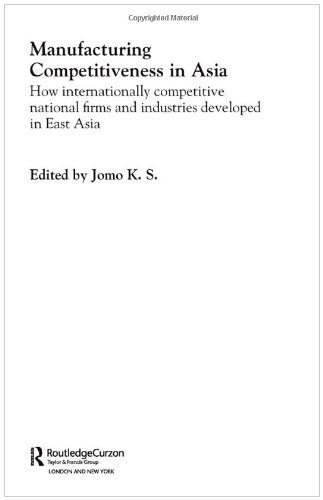 Copyrighted Material
Manufacturing
Competitiveness in Asia
How internationally competitive
national firms and industries developed
in East Asia
Edited by Jomo K. S.
RoutledgeCurzon
Taylor & Francis Group
LONDON AND NEW YORK